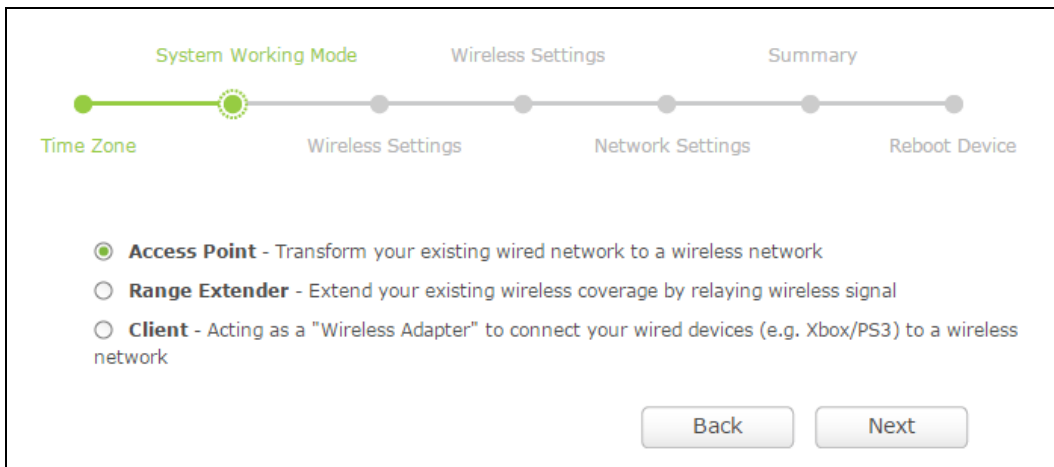 System Working Mode Wireless Settings Summary
Time Zone Wireless Settings Network Settings Reboot Device
Access Point - Transform your existing wired network to a wireless network
Range Extender - Extend your existing wireless coverage by relaying wireless signal
Client - Acting as a "Wireless Adapter" to connect your wired devices (e.g. Xbox/PS3) to a wireless
network
Back Next